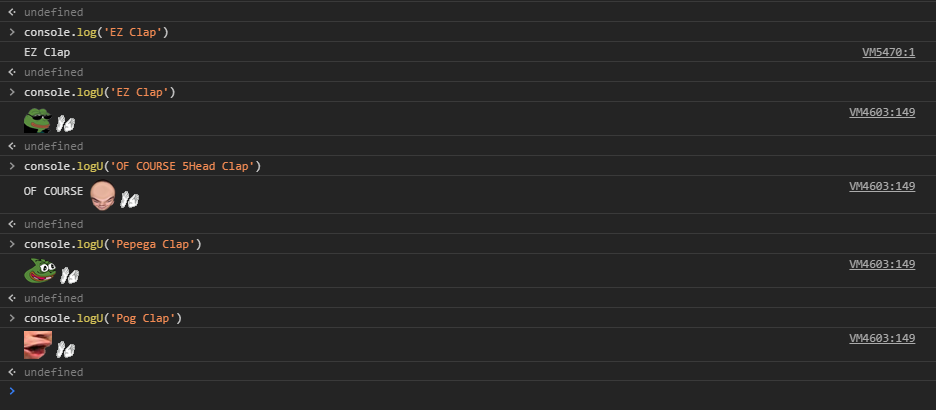 undefined
console.log('EZ Clap')
EZ Clap VM5470:1
undefined
console.logU('EZ Clap')
VM4603:149
undefined
console.logU('OF COURSE 5Head Clap')
OF COURSE VM4603:149
undefined
console.logU('Pepega Clap')
VM4603:149
undefined
console.logU('Pog Clap')
VM4603:149
undefined